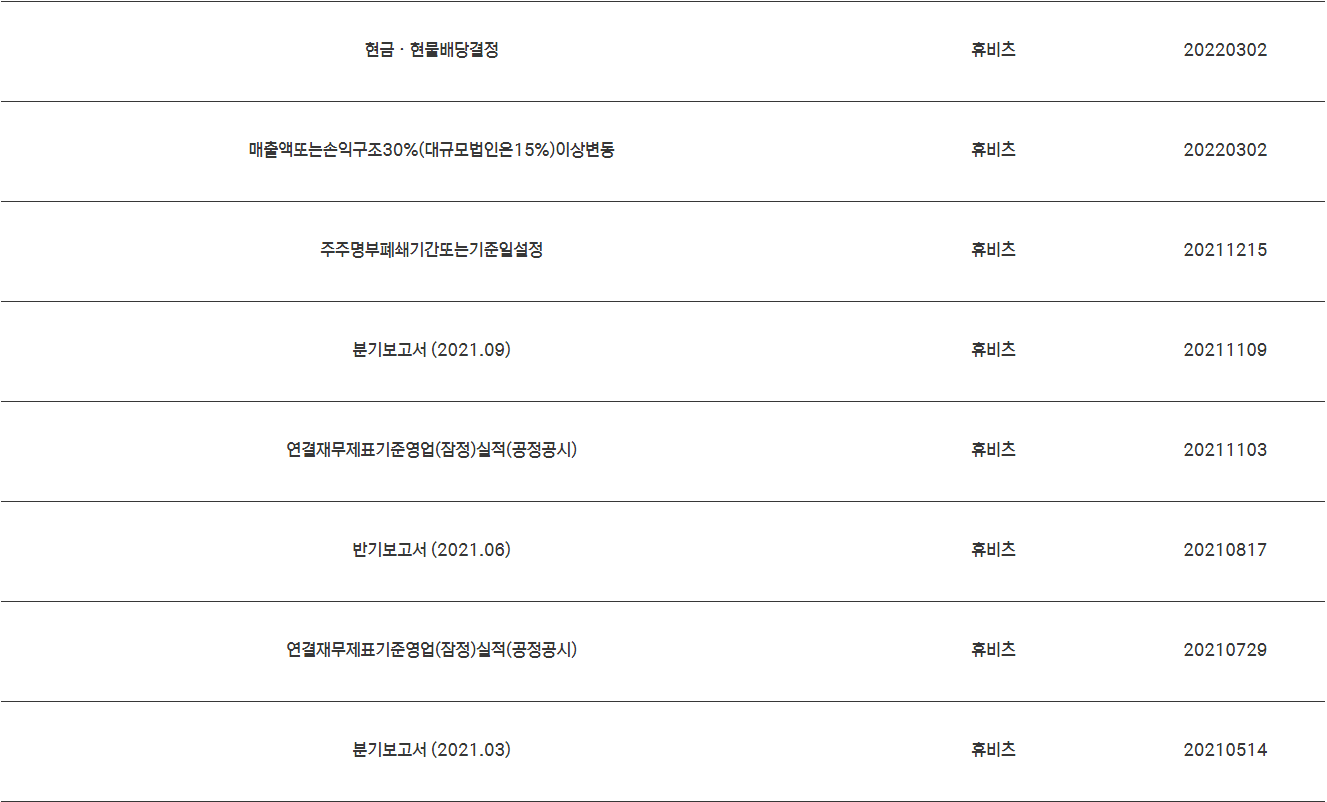 현금ㆍ현물배당결정 휴비츠 20220302
매출액또는손익구조30%(대규모법인은15%)이상변동 휴비츠 20220302
주주명부폐쇄기간또는기준일설정 휴비츠 20211215
분기보고서 (2021.09) 휴비츠 20211109
연결재무제표기준영업(잠정)실적(공정공시) 휴비츠 20211103
반기보고서 (2021.06) 휴비츠 20210817
연결재무제표기준영업(잠정)실적(공정공시) 휴비츠 20210729
분기보고서 (2021.03) 휴비츠 20210514